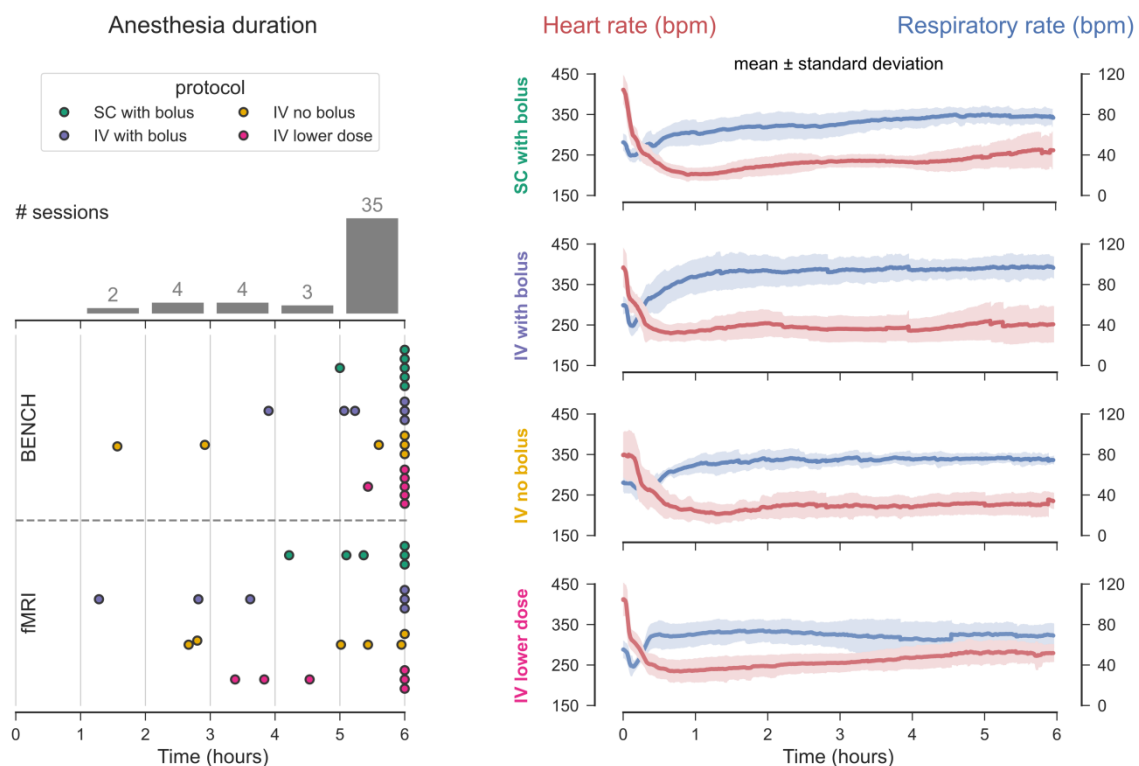 Anesthesia duration
protocol
SC with bolus
IV no bolus
IV with bolus
IV lower dose
# sessions
35
2
4
4
3
BENCH
fMRI
0
1
2
3
4
5
6
Time (hours)
Heart rate (bpm)
Respiratory rate (bpm)
mean ± standard deviation
SC with bolus
450
350
250
150
120
80
40
0
IV with bolus
450
350
250
150
120
80
40
0
IV no bolus
450
350
250
150
120
80
40
0
IV lower dose
450
350
250
150
120
80
40
0
0
1
2
3
4
5
6
Time (hours)